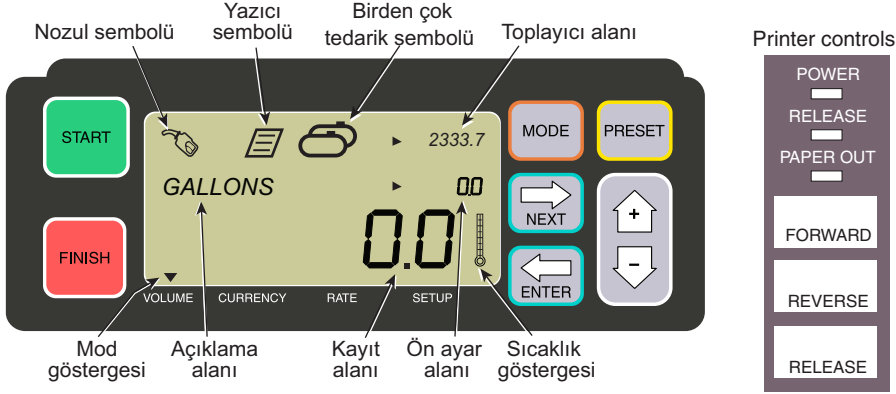 Nozul sembolü
Yazıcı
sembolü
Birden çok
tedarik sembolü
Toplayıcı alanı
START
FINISH
2333.7
GALLONS
0.0
0.0
VOLUME CURRENCY RATE SETUP
MODE
PRESET
NEXT
ENTER
+
−
Mod
göstergesi
Açıklama
alanı
Kayıt
alanı
Ön ayar
alanı
Sıcaklık
göstergesi
Printer controls
POWER
RELEASE
PAPER OUT
FORWARD
REVERSE
RELEASE